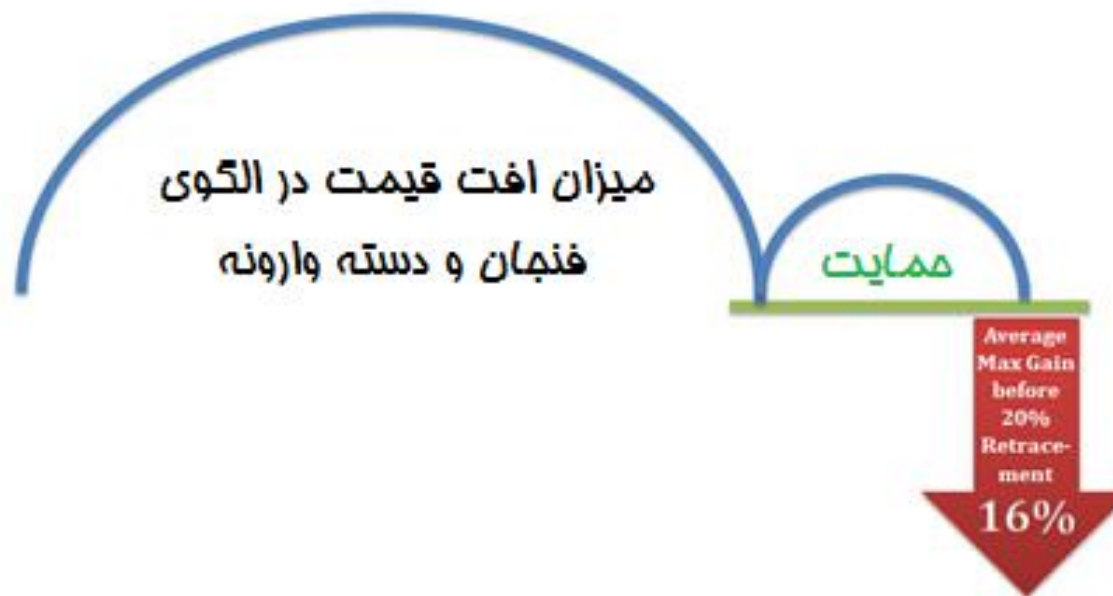 میزان افت قیمت در الگوی
فنجان و دسته وارونه
حمایت
Average
Max Gain
before
20%
Retrace-
ment
16%